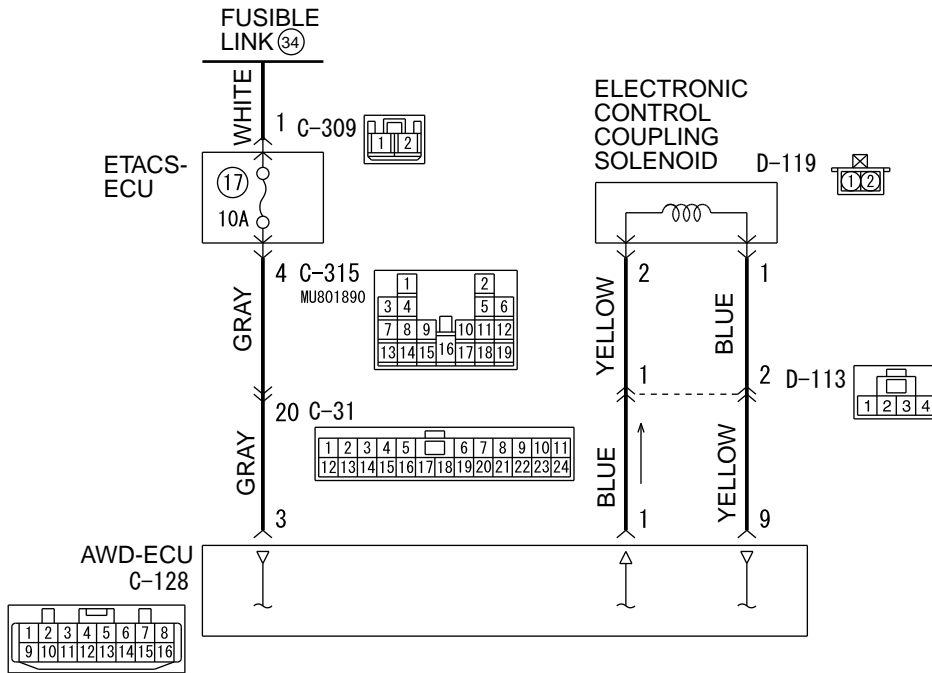 FUSIBLE
LINK 34
WHITE
1 C-309
1 2
ETACS-
ECU
17
10A
ELECTRONIC
CONTROL
COUPLING
SOLENOID
D-119
1 2
4 C-315
MU801890
1 2
3 4 5 6
7 8 9 10 11 12
13 14 15 16 17 18 19
GRAY
2 1
YELLOW
BLUE
1 2 D-113
1 2 3 4
20 C-31
1 2 3 4 5 6 7 8 9 10 11
12 13 14 15 16 17 18 19 20 21 22 23 24
GRAY
BLUE
YELLOW
3 1 9
AWD-ECU
C-128
1 2 3 4 5 6 7 8
9 10 11 12 13 14 15 16